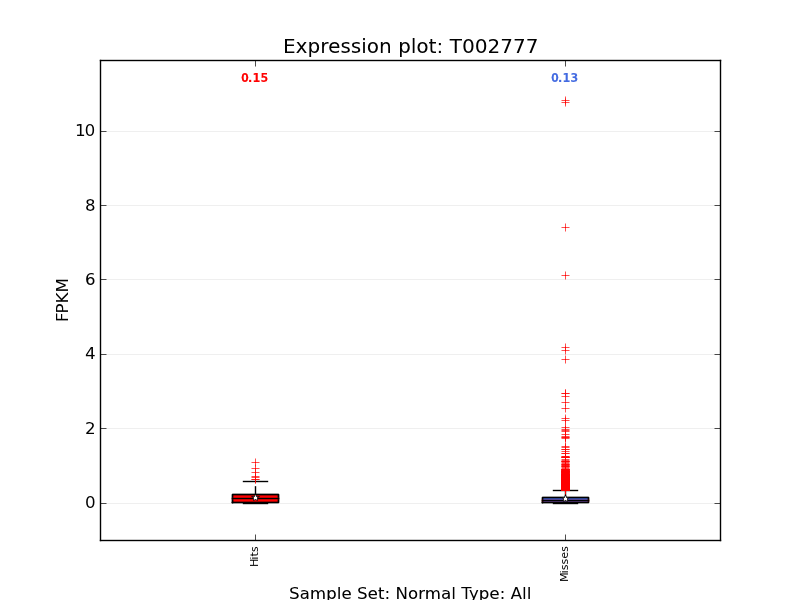 Expression plot: T002777
0.15 0.13
10
8
6
4
2
0
FPKM
Hits Misses
Sample Set: Normal Type: All